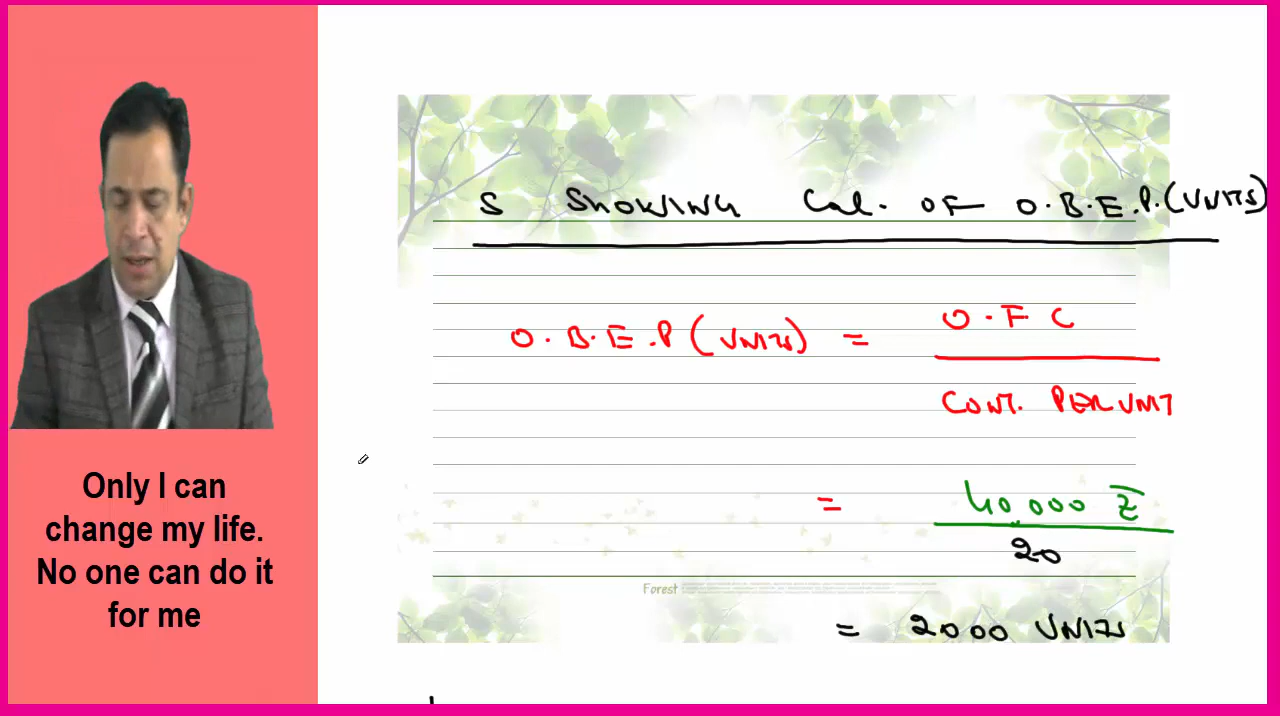 Only I can
change my life.
No one can do it
for me
S SHOWING Cal. OF O.B.E.P. (UNITS)
O.B.E.P (UNITS) = O.F.C
CONT. PER UNIT
= 40,000 ₹
20
Forest
= 2000 UNITS